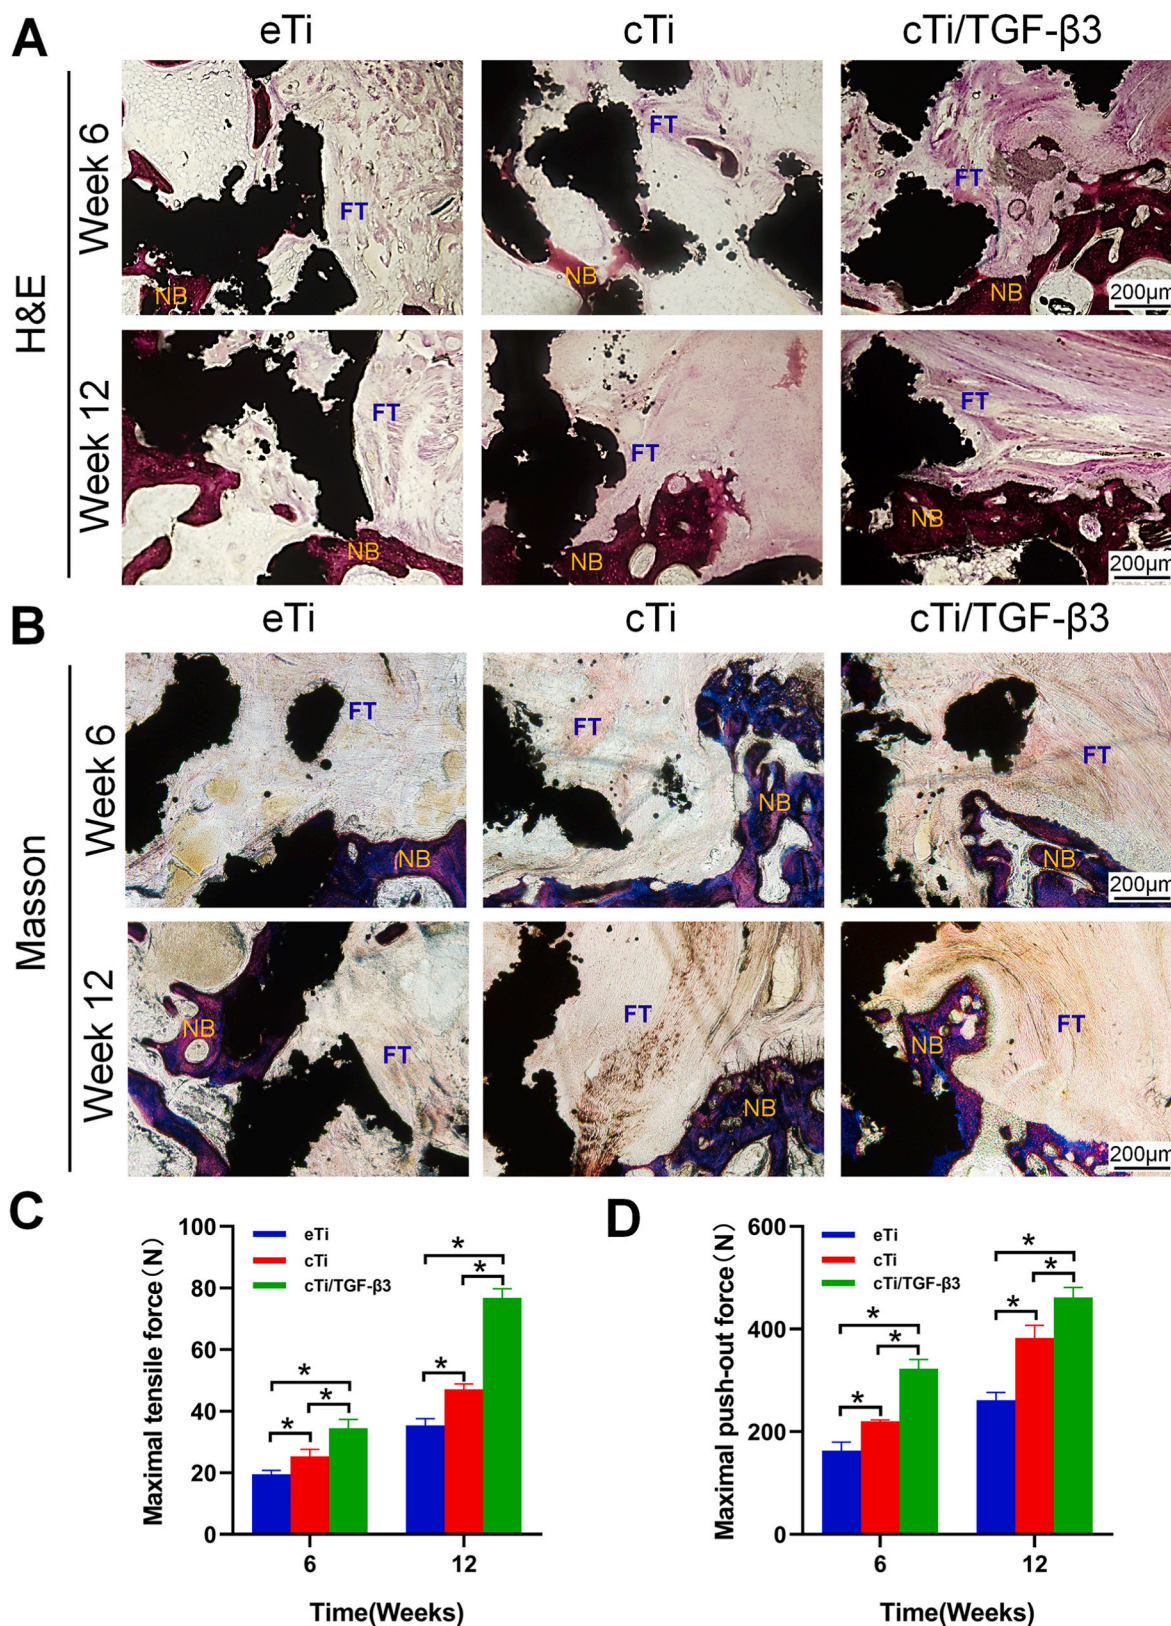 A
eTi
cTi
cTi/TGF-β3
H&E
Week 6
FT
NB
FT
NB
FT
NB
200μm
Week 12
FT
NB
FT
NB
FT
NB
200μm
B
eTi
cTi
cTi/TGF-β3
Masson
Week 6
FT
NB
FT
NB
FT
NB
200μm
Week 12
FT
NB
FT
NB
FT
NB
200μm
C
Maximal tensile force(N)
100
80
60
40
20
0
eTi
cTi
cTi/TGF-β3
*
*
*
*
*
*
6
12
Time(Weeks)
D
Maximal push-out force(N)
600
400
200
0
eTi
cTi
cTi/TGF-β3
*
*
*
*
*
*
6
12
Time(Weeks)